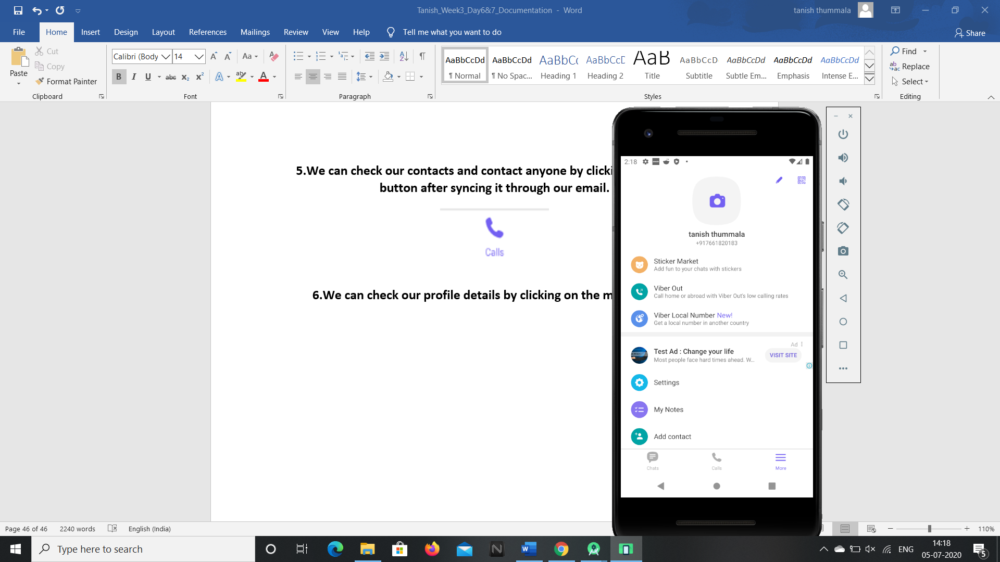 Tanish_Week3_Day6&7_Documentation - Word
tanish thummala
File Home Insert Design Layout References Mailings Review View Help Tell me what you want to do
Share
Paste
Cut
Copy
Format Painter
Clipboard
Calibri (Body 14
Aa
B I U abc X2 X2 A ab A
Font
Paragraph
AaBbCcDd AaBbCcDd AaBbCc AaBbCcD AaB AaBbCcD AaBbCcDd AaBbCcDd AaBbCcDd
¶ Normal ¶ No Spac... Heading 1 Heading 2 Title Subtitle Subtle Em... Emphasis Intense E...
Styles
Find
Replace
Select
Editing
5.We can check our contacts and contact anyone by clicki
button after syncing it through our email.
Calls
6.We can check our profile details by clicking on the m
2:18
tanish thummala
+917661820183
Sticker Market
Add fun to your chats with stickers
Viber Out
Call home or abroad with Viber Out's low calling rates
Viber Local Number New!
Get a local number in another country
Ad
Test Ad : Change your life
Most people face hard times ahead. W...
VISIT SITE
Settings
My Notes
Add contact
Chats Calls More
Page 46 of 46 2240 words English (India)
110%
Type here to search
ENG
14:18
05-07-2020
5